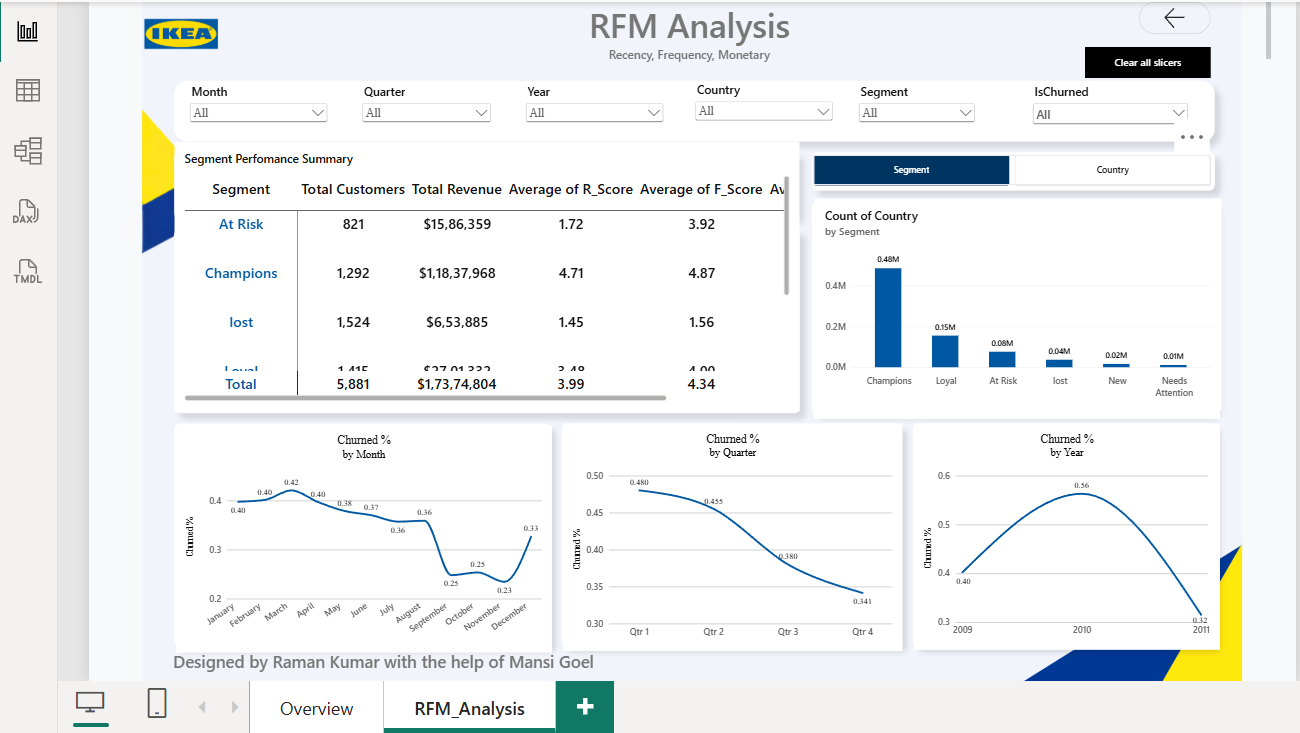 IKEA
RFM Analysis
Recency, Frequency, Monetary
Clear all slicers
Month Quarter Year Country Segment IsChurned
All All All All All All
Segment Perfomance Summary
Segment Total Customers Total Revenue Average of R_Score Average of F_Score Av
At Risk 821 $15,86,359 1.72 3.92
Champions 1,292 $1,18,37,968 4.71 4.87
lost 1,524 $6,53,885 1.45 1.56
Loyal 1,415 $27,01,332 3.48 4.00
Total 5,881 $1,73,74,804 3.99 4.34
Segment Country
Count of Country
by Segment
0.4M
0.2M
0.0M
0.48M
0.15M
0.08M
0.04M
0.02M
0.01M
Champions Loyal At Risk lost New Needs
Attention
Churned %
by Month
Churned %
0.4
0.3
0.2
0.40 0.40 0.42 0.40 0.38 0.37 0.36 0.36 0.25 0.25 0.23 0.33
January February March April May June July August September October November December
Churned %
by Quarter
Churned %
0.50
0.45
0.40
0.35
0.30
0.480 0.455 0.380 0.341
Qtr 1 Qtr 2 Qtr 3 Qtr 4
Churned %
by Year
Churned %
0.6
0.5
0.4
0.3
0.40 0.56 0.32
2009 2010 2011
Designed by Raman Kumar with the help of Mansi Goel
DAX
TMDL
Overview RFM_Analysis